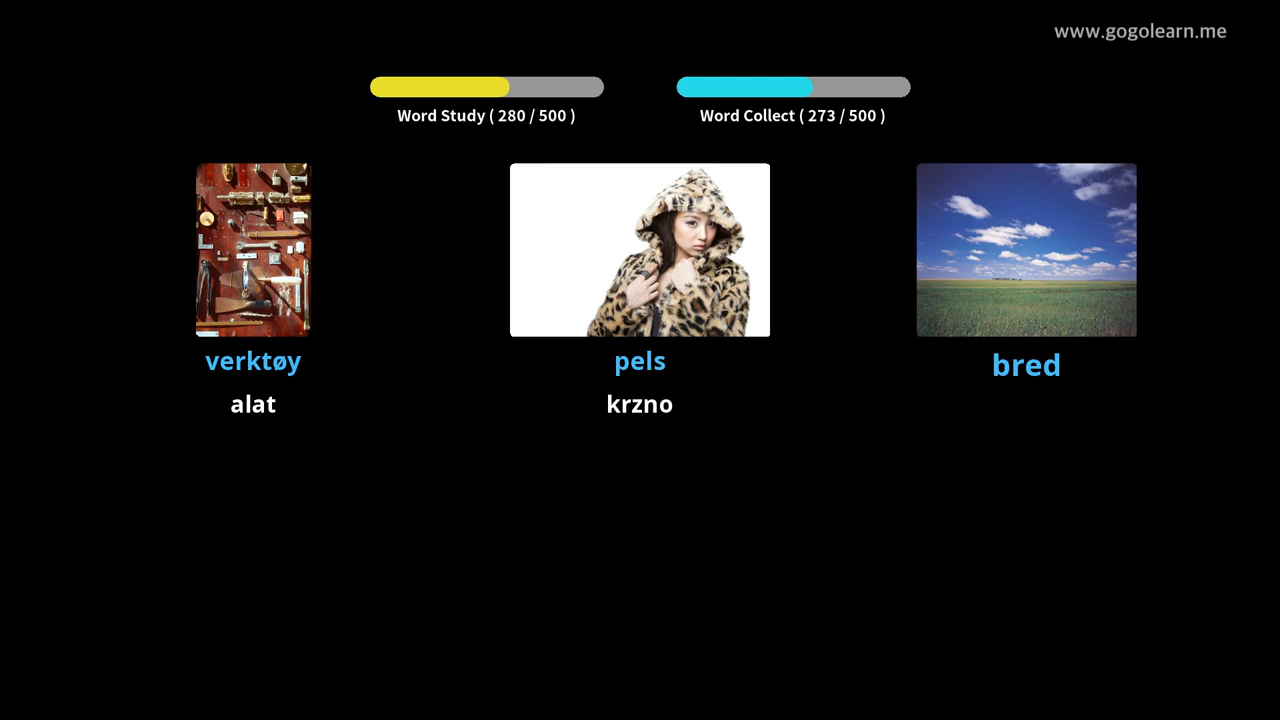 www.gogolearn.me
Word Study ( 280 / 500 )
Word Collect ( 273 / 500 )
verktøy
alat
pels
krzno
bred